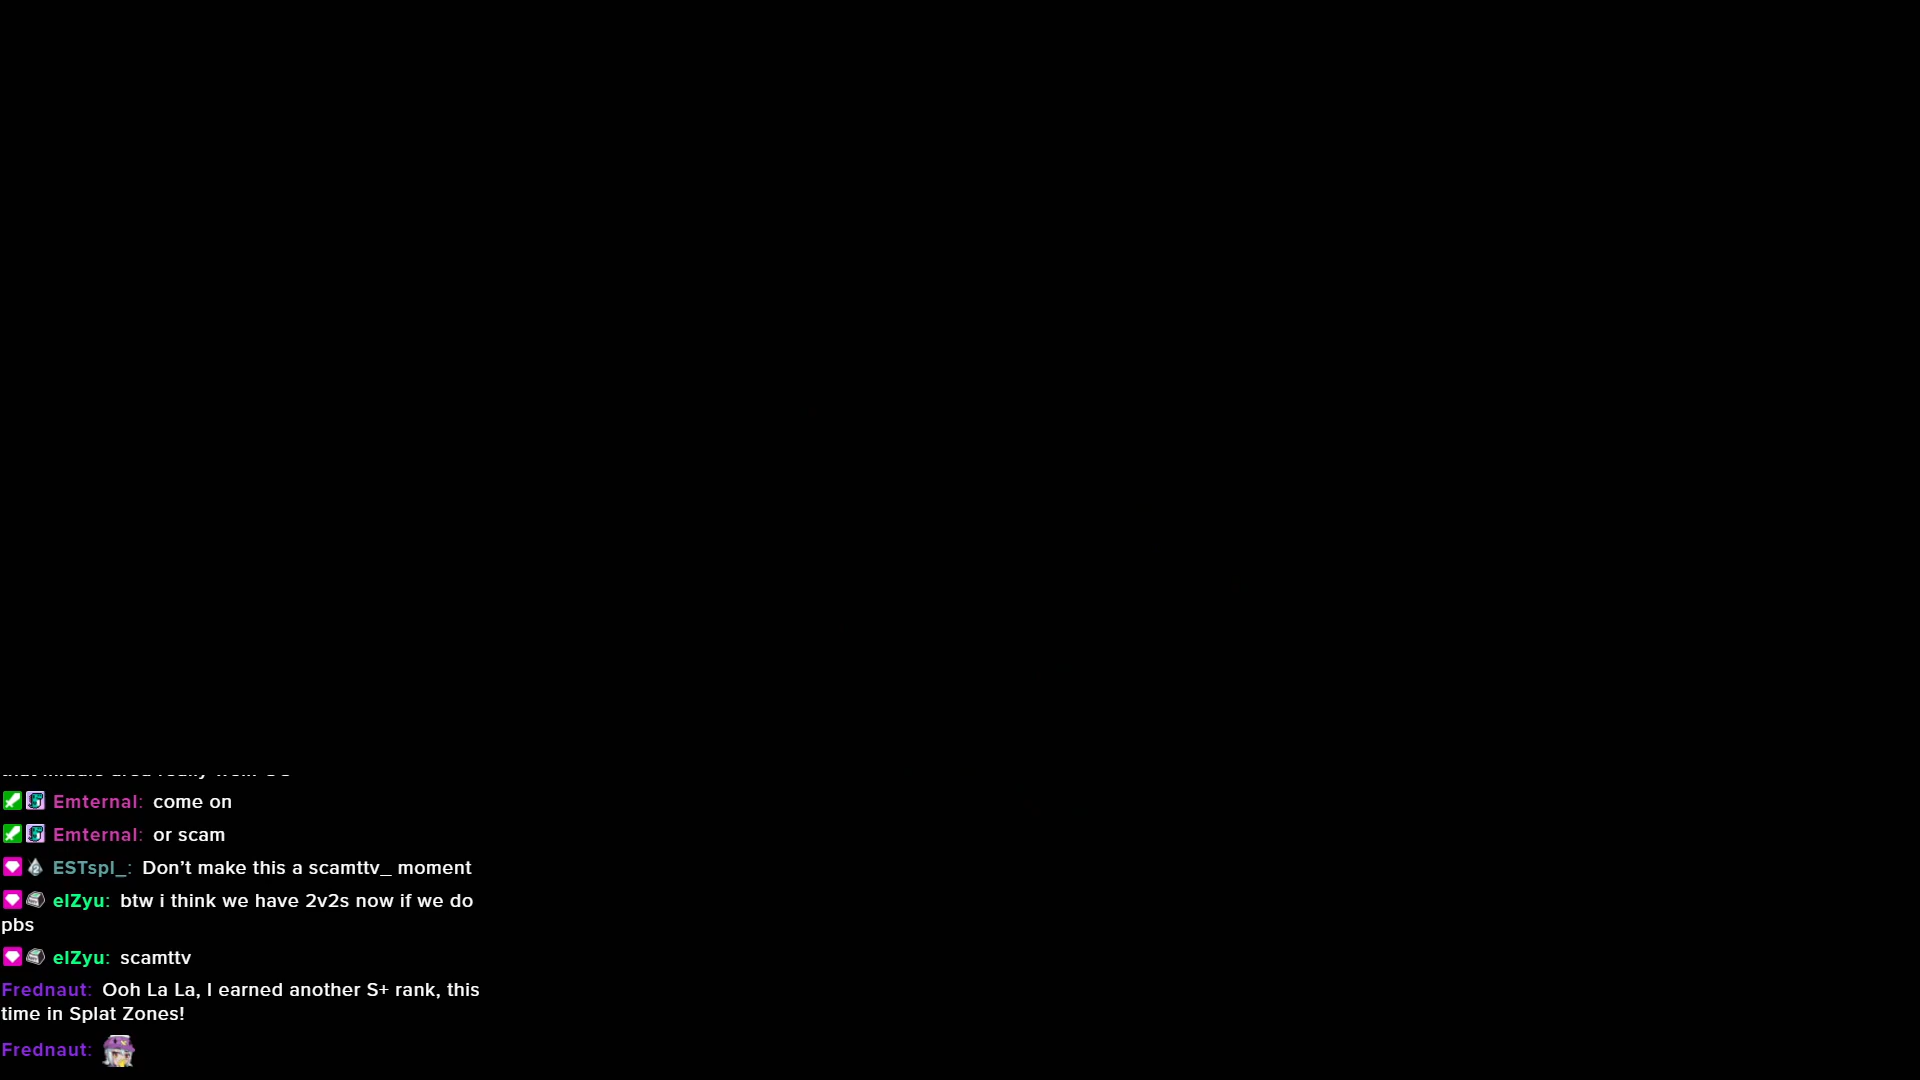 Emternal: come on
Emternal: or scam
ESTspl_: Don’t make this a scamttv_ moment
elZyu: btw i think we have 2v2s now if we do
pbs
elZyu: scamttv
Frednaut: Ooh La La, I earned another S+ rank, this
time in Splat Zones!
Frednaut: